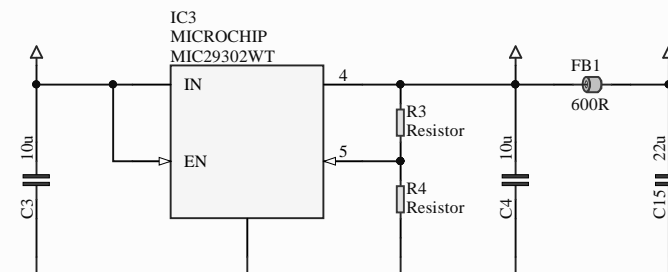 IC3
MICROCHIP
MIC29302WT
IN
EN
4
5
R3
Resistor
R4
Resistor
FB1
600R
10u
C3
10u
C4
22u
C15